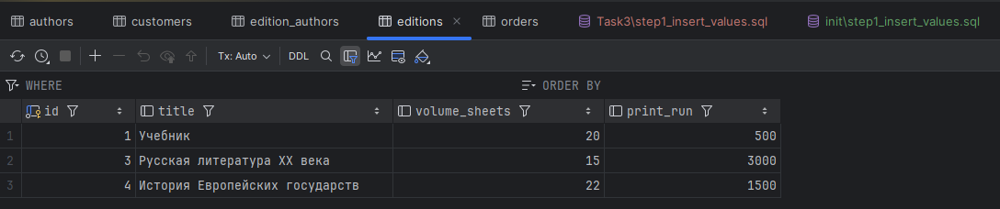 authors customers edition_authors editions orders Task3\step1_insert_values.sql init\step1_insert_values.sql
Tx: Auto DDL
WHERE ORDER BY
id title volume_sheets print_run
1 1 Учебник 20 500
2 3 Русская литература XX века 15 3000
3 4 История Европейских государств 22 1500